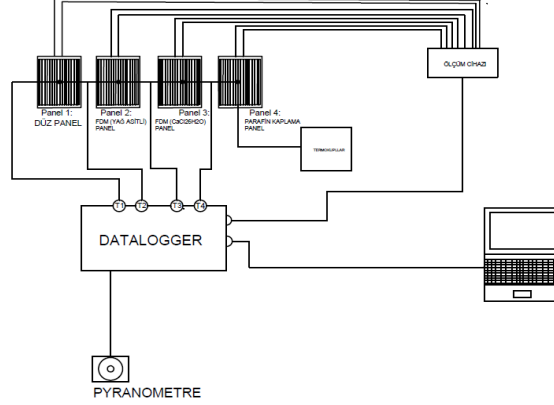 ÖLÇÜM CİHAZI
Panel 1:
DÜZ PANEL
Panel 2:
FDM (YAĞ ASİTLİ)
PANEL
Panel 3:
FDM (CaCl26H2O)
PANEL
Panel 4:
PARAFİN KAPLAMA
PANEL
TERMOKUPLLAR
T1
T2
T3
T4
DATALOGGER
PYRANOMETRE